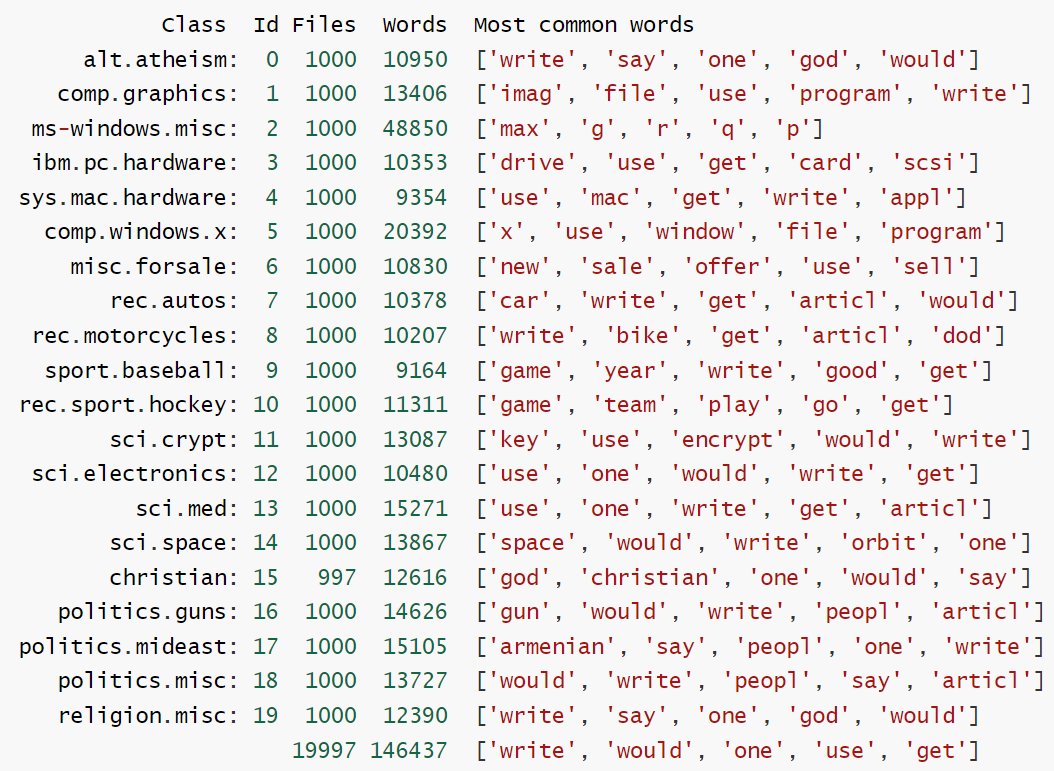 Class Id Files Words Most common words
alt.atheism: 0 1000 10950 ['write', 'say', 'one', 'god', 'would']
comp.graphics: 1 1000 13406 ['imag', 'file', 'use', 'program', 'write']
ms-windows.misc: 2 1000 48850 ['max', 'g', 'r', 'q', 'p']
ibm.pc.hardware: 3 1000 10353 ['drive', 'use', 'get', 'card', 'scsi']
sys.mac.hardware: 4 1000 9354 ['use', 'mac', 'get', 'write', 'appl']
comp.windows.x: 5 1000 20392 ['x', 'use', 'window', 'file', 'program']
misc.forsale: 6 1000 10830 ['new', 'sale', 'offer', 'use', 'sell']
rec.autos: 7 1000 10378 ['car', 'write', 'get', 'articl', 'would']
rec.motorcycles: 8 1000 10207 ['write', 'bike', 'get', 'articl', 'dod']
sport.baseball: 9 1000 9164 ['game', 'year', 'write', 'good', 'get']
rec.sport.hockey: 10 1000 11311 ['game', 'team', 'play', 'go', 'get']
sci.crypt: 11 1000 13087 ['key', 'use', 'encrypt', 'would', 'write']
sci.electronics: 12 1000 10480 ['use', 'one', 'would', 'write', 'get']
sci.med: 13 1000 15271 ['use', 'one', 'write', 'get', 'articl']
sci.space: 14 1000 13867 ['space', 'would', 'write', 'orbit', 'one']
christian: 15 997 12616 ['god', 'christian', 'one', 'would', 'say']
politics.guns: 16 1000 14626 ['gun', 'would', 'write', 'peopl', 'articl']
politics.mideast: 17 1000 15105 ['armenian', 'say', 'peopl', 'one', 'write']
politics.misc: 18 1000 13727 ['would', 'write', 'peopl', 'say', 'articl']
religion.misc: 19 1000 12390 ['write', 'say', 'one', 'god', 'would']
19997 146437 ['write', 'would', 'one', 'use', 'get']